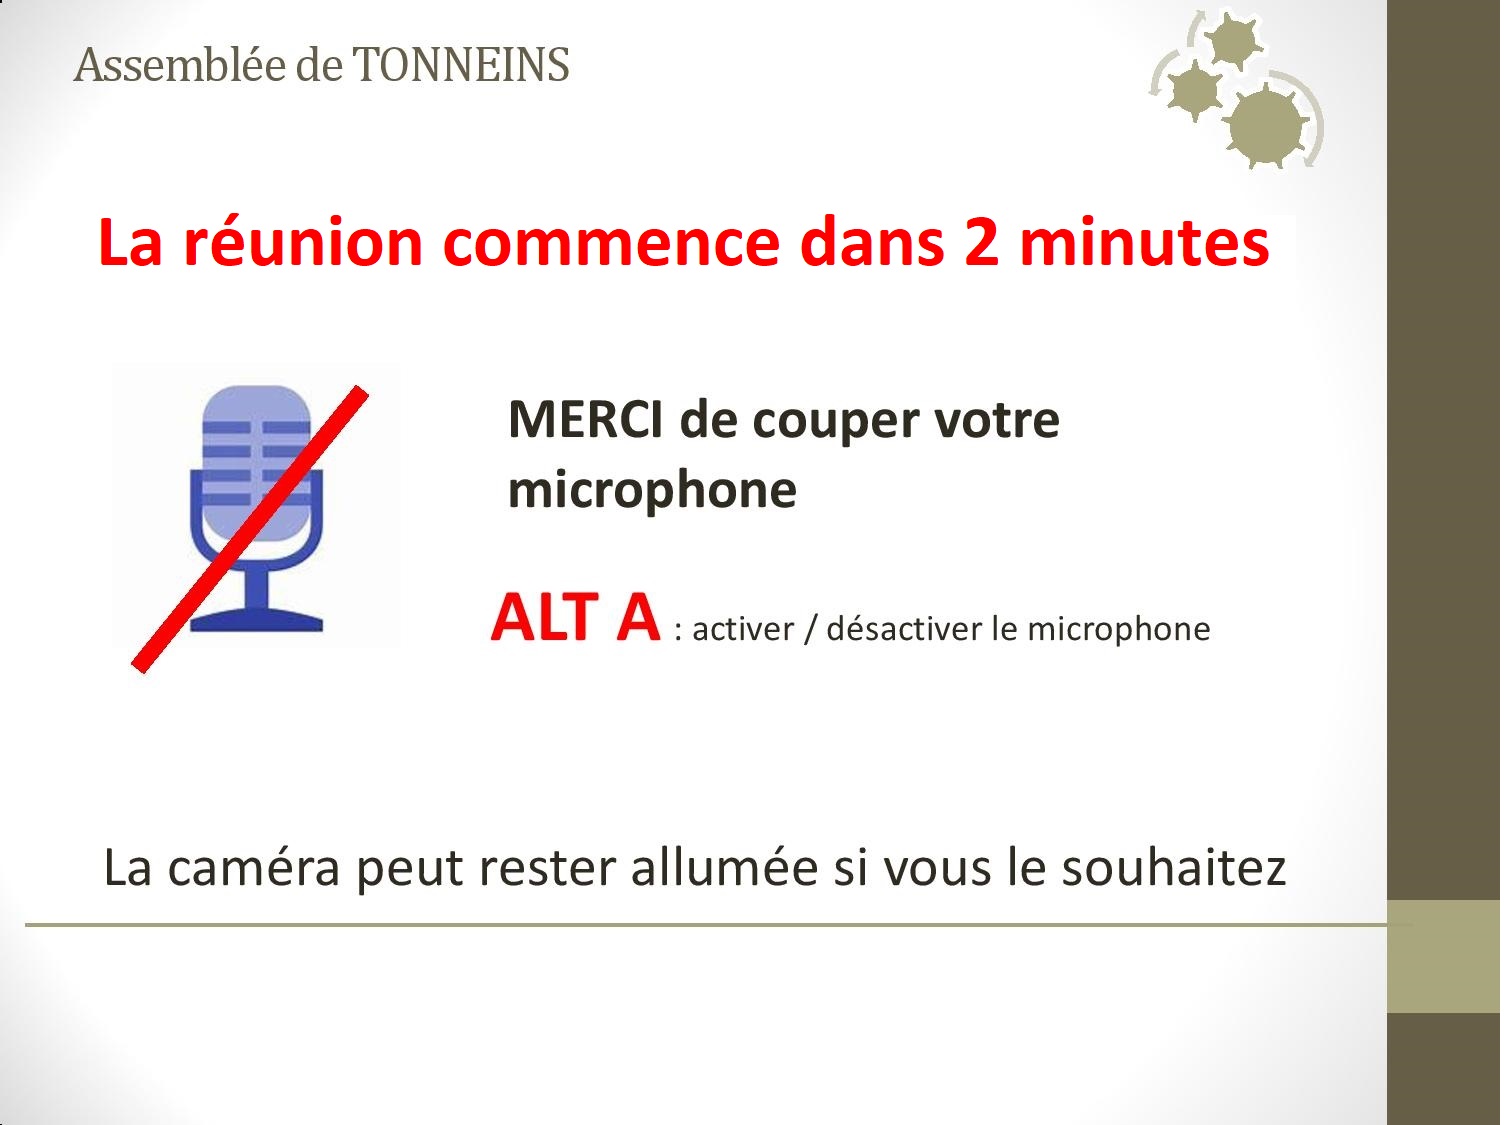 Assemblée de TONNEINS
La réunion commence dans 2 minutes
MERCI de couper votre
microphone
ALT A : activer / désactiver le microphone
La caméra peut rester allumée si vous le souhaitez